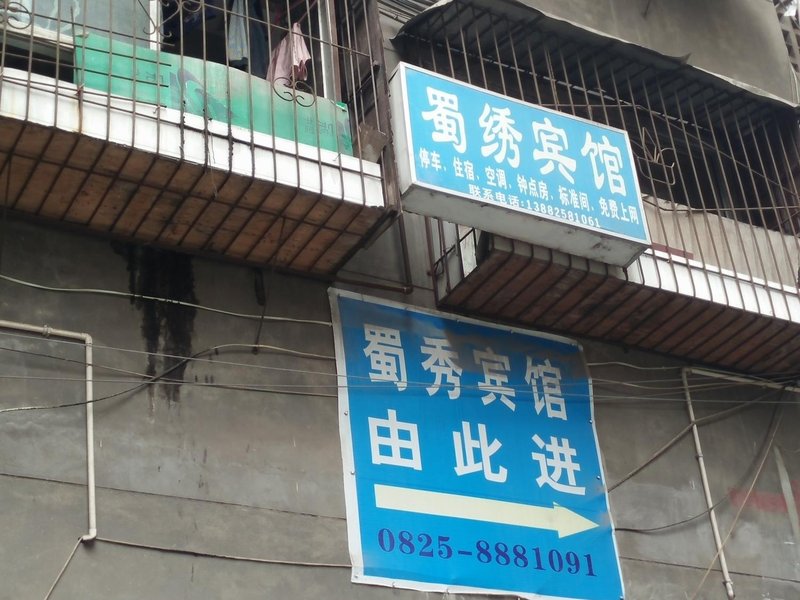 蜀绣宾馆
停车、住宿、空调、钟点房、标准间、免费上网
联系电话:13882581061
蜀秀宾馆
由此进
0825-8881091